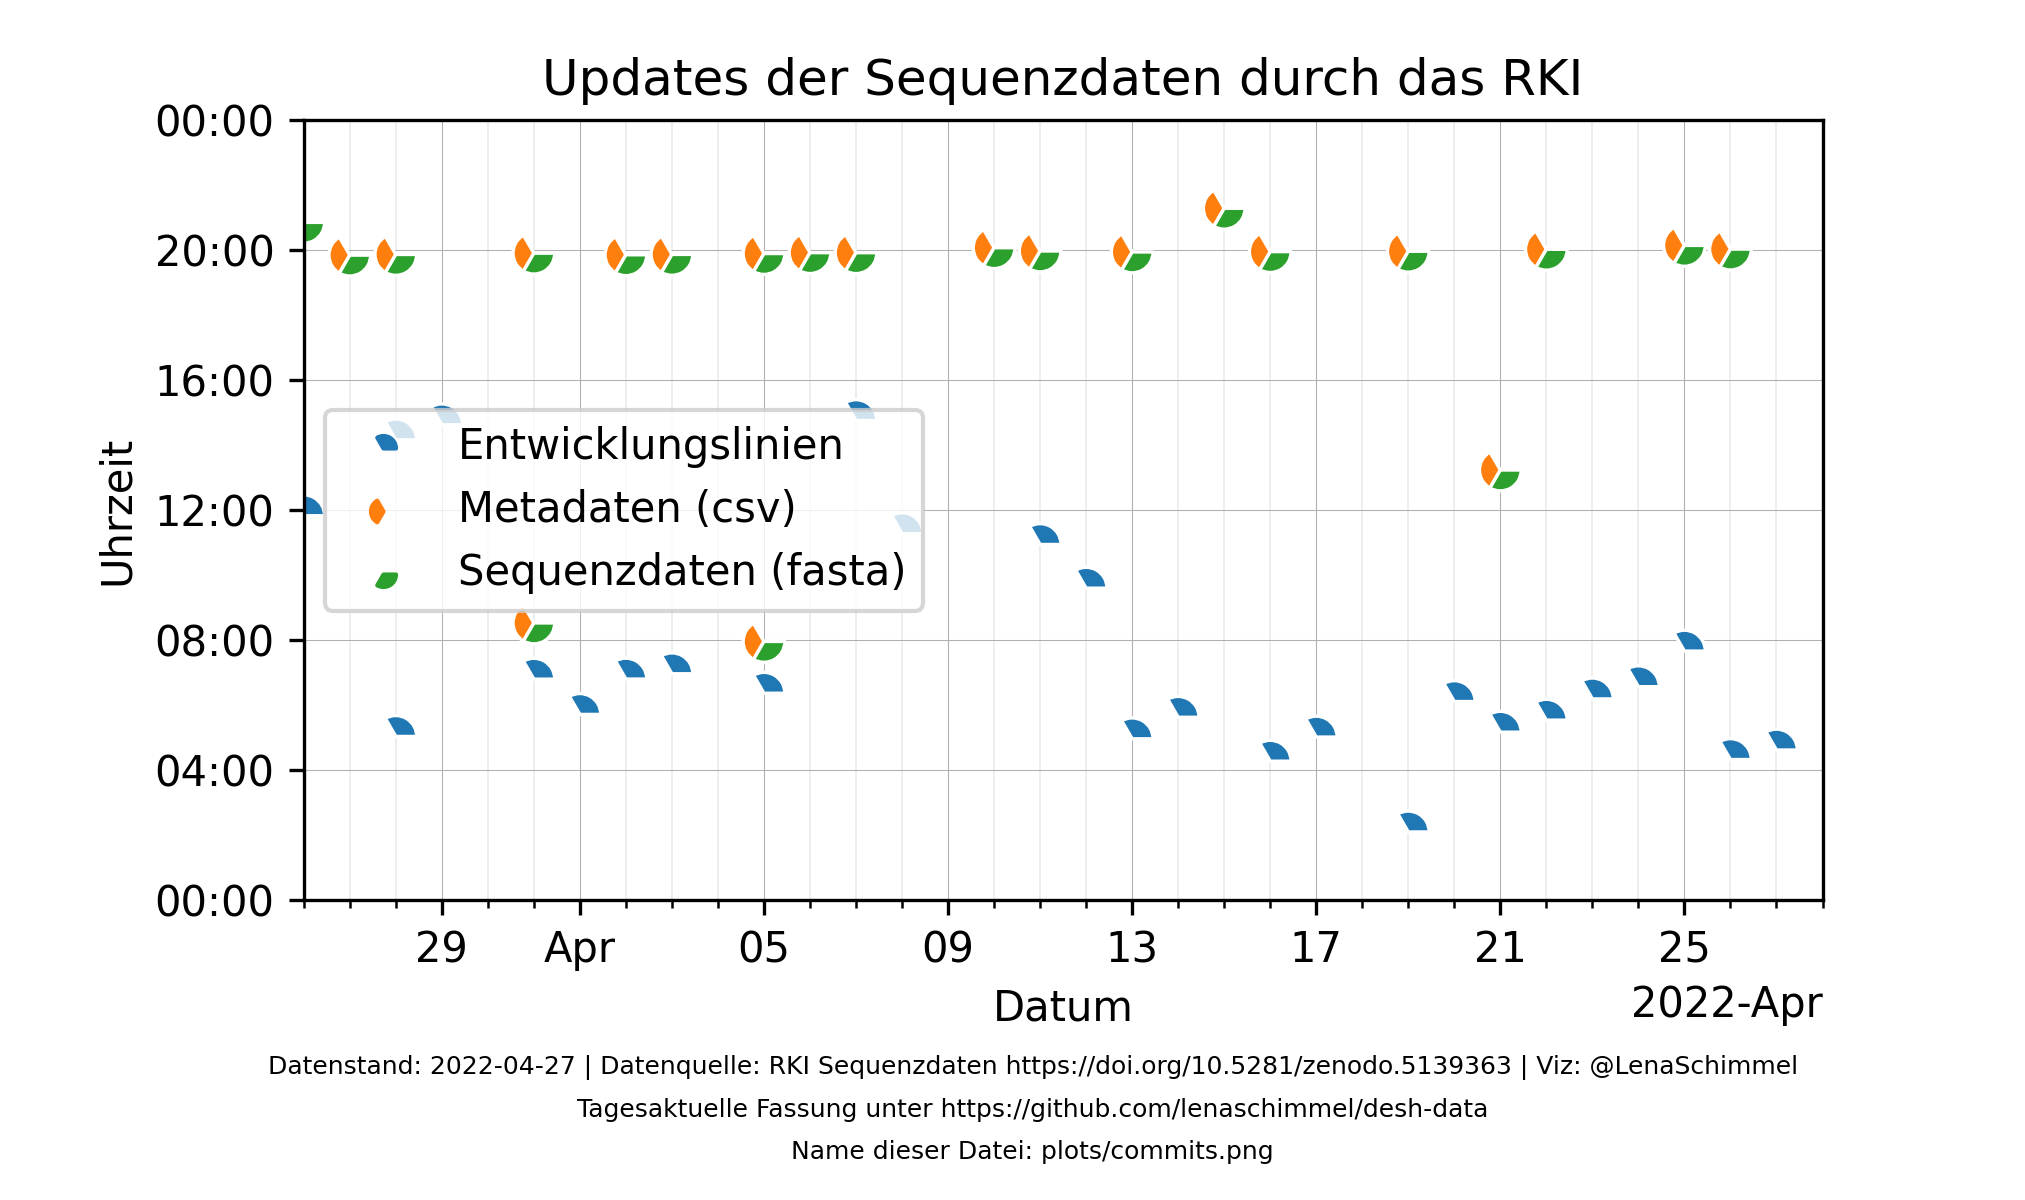 Updates der Sequenzdaten durch das RKI
00:00
20:00
16:00
12:00
08:00
04:00
00:00
Uhrzeit
Entwicklungslinien
Metadaten (csv)
Sequenzdaten (fasta)
29 Apr 05 09 13 17 21 25
2022-Apr
Datum
Datenstand: 2022-04-27 | Datenquelle: RKI Sequenzdaten https://doi.org/10.5281/zenodo.5139363 | Viz: @LenaSchimmel
Tagesaktuelle Fassung unter https://github.com/lenaschimmel/desh-data
Name dieser Datei: plots/commits.png